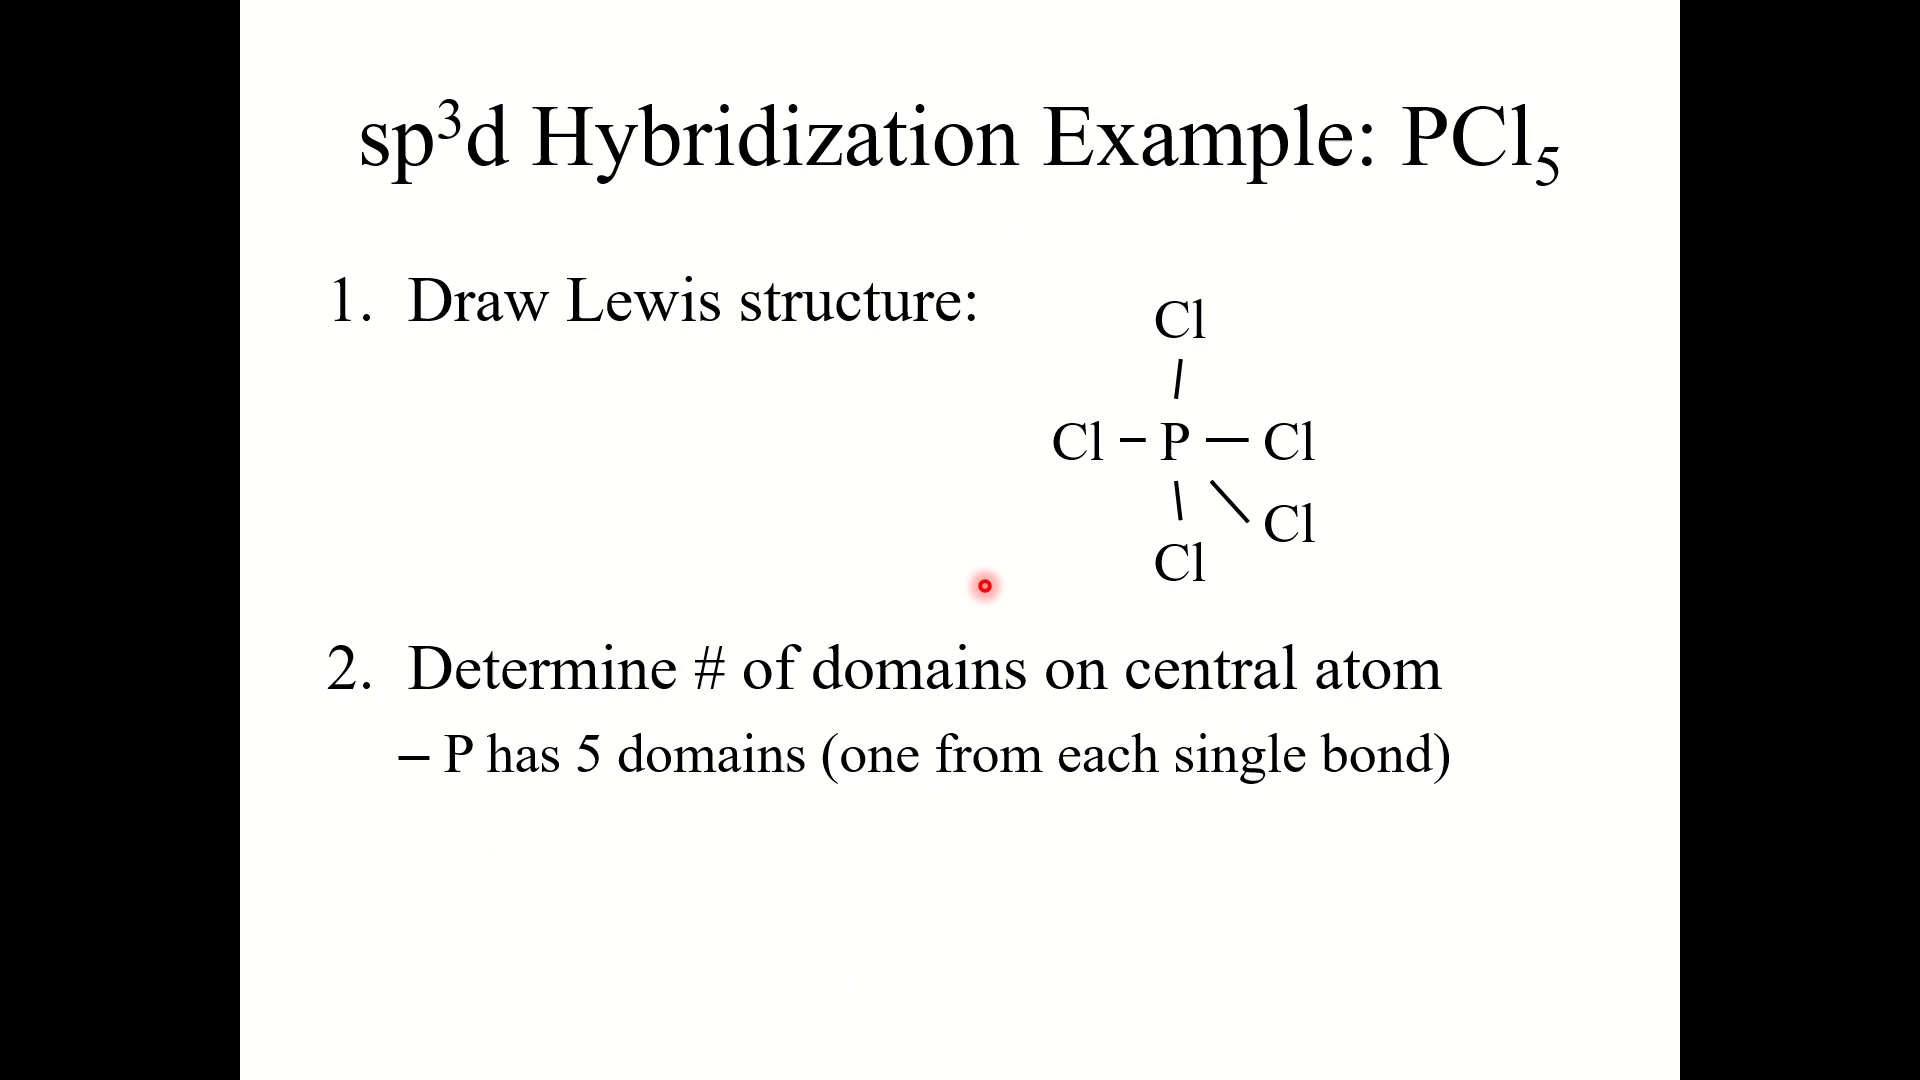 sp³d Hybridization Example: PCl₅
1. Draw Lewis structure:
Cl
Cl – P — Cl
Cl
Cl
2. Determine # of domains on central atom
– P has 5 domains (one from each single bond)